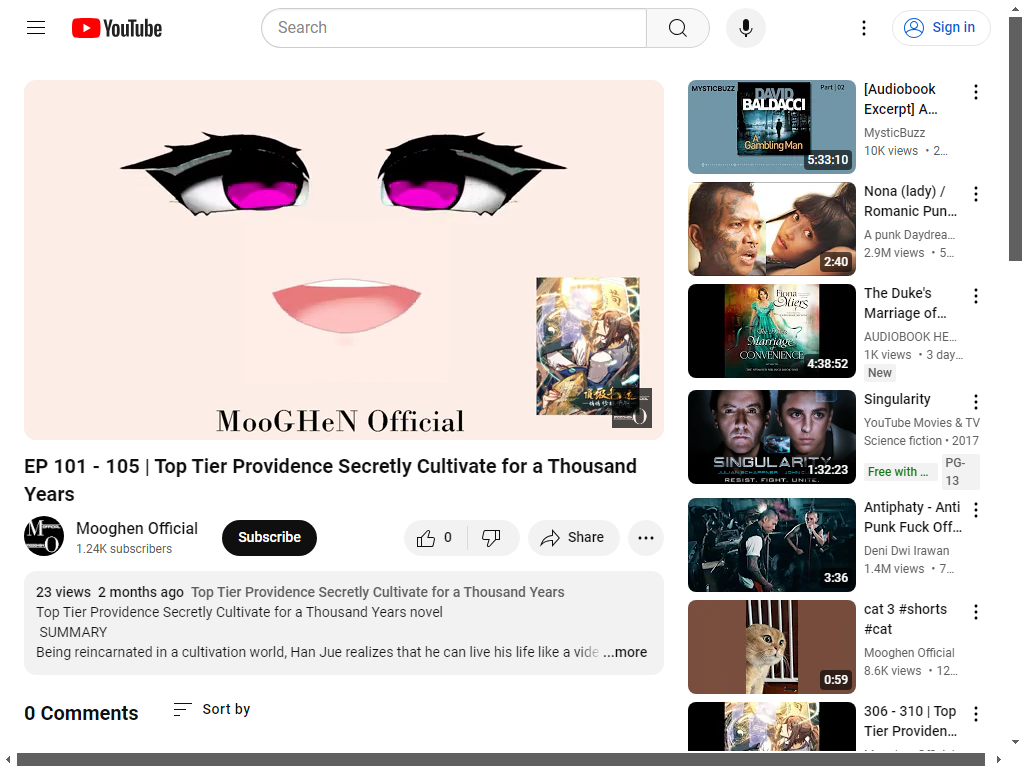 YouTube
Search
Sign in
MooGHeN Official
EP 101 - 105 | Top Tier Providence Secretly Cultivate for a Thousand
Years
Mooghen Official
1.24K subscribers
Subscribe
0
Share
23 views 2 months ago Top Tier Providence Secretly Cultivate for a Thousand Years
Top Tier Providence Secretly Cultivate for a Thousand Years novel
SUMMARY
Being reincarnated in a cultivation world, Han Jue realizes that he can live his life like a vide ...more
0 Comments
Sort by
MYSTICBUZZ
Part | 02
DAVID
BALDACCI
A
Gambling Man
5:33:10
[Audiobook
Excerpt] A...
MysticBuzz
10K views • 2...
2:40
Nona (lady) /
Romanic Pun...
A punk Daydrea...
2.9M views • 5...
Fiona
Miers
The Duke's
Marriage
of
CONVENIENCE
4:38:52
The Duke's
Marriage of...
AUDIOBOOK HE...
1K views • 3 day...
New
SINGULARITY
RESIST. FIGHT. UNITE.
1:32:23
Singularity
YouTube Movies & TV
Science fiction • 2017
Free with ...
PG-
13
3:36
Antiphaty - Anti
Punk Fuck Off...
Deni Dwi Irawan
1.4M views • 7...
0:59
cat 3 #shorts
#cat
Mooghen Official
8.6K views • 12...
306 - 310 | Top
Tier Providen...